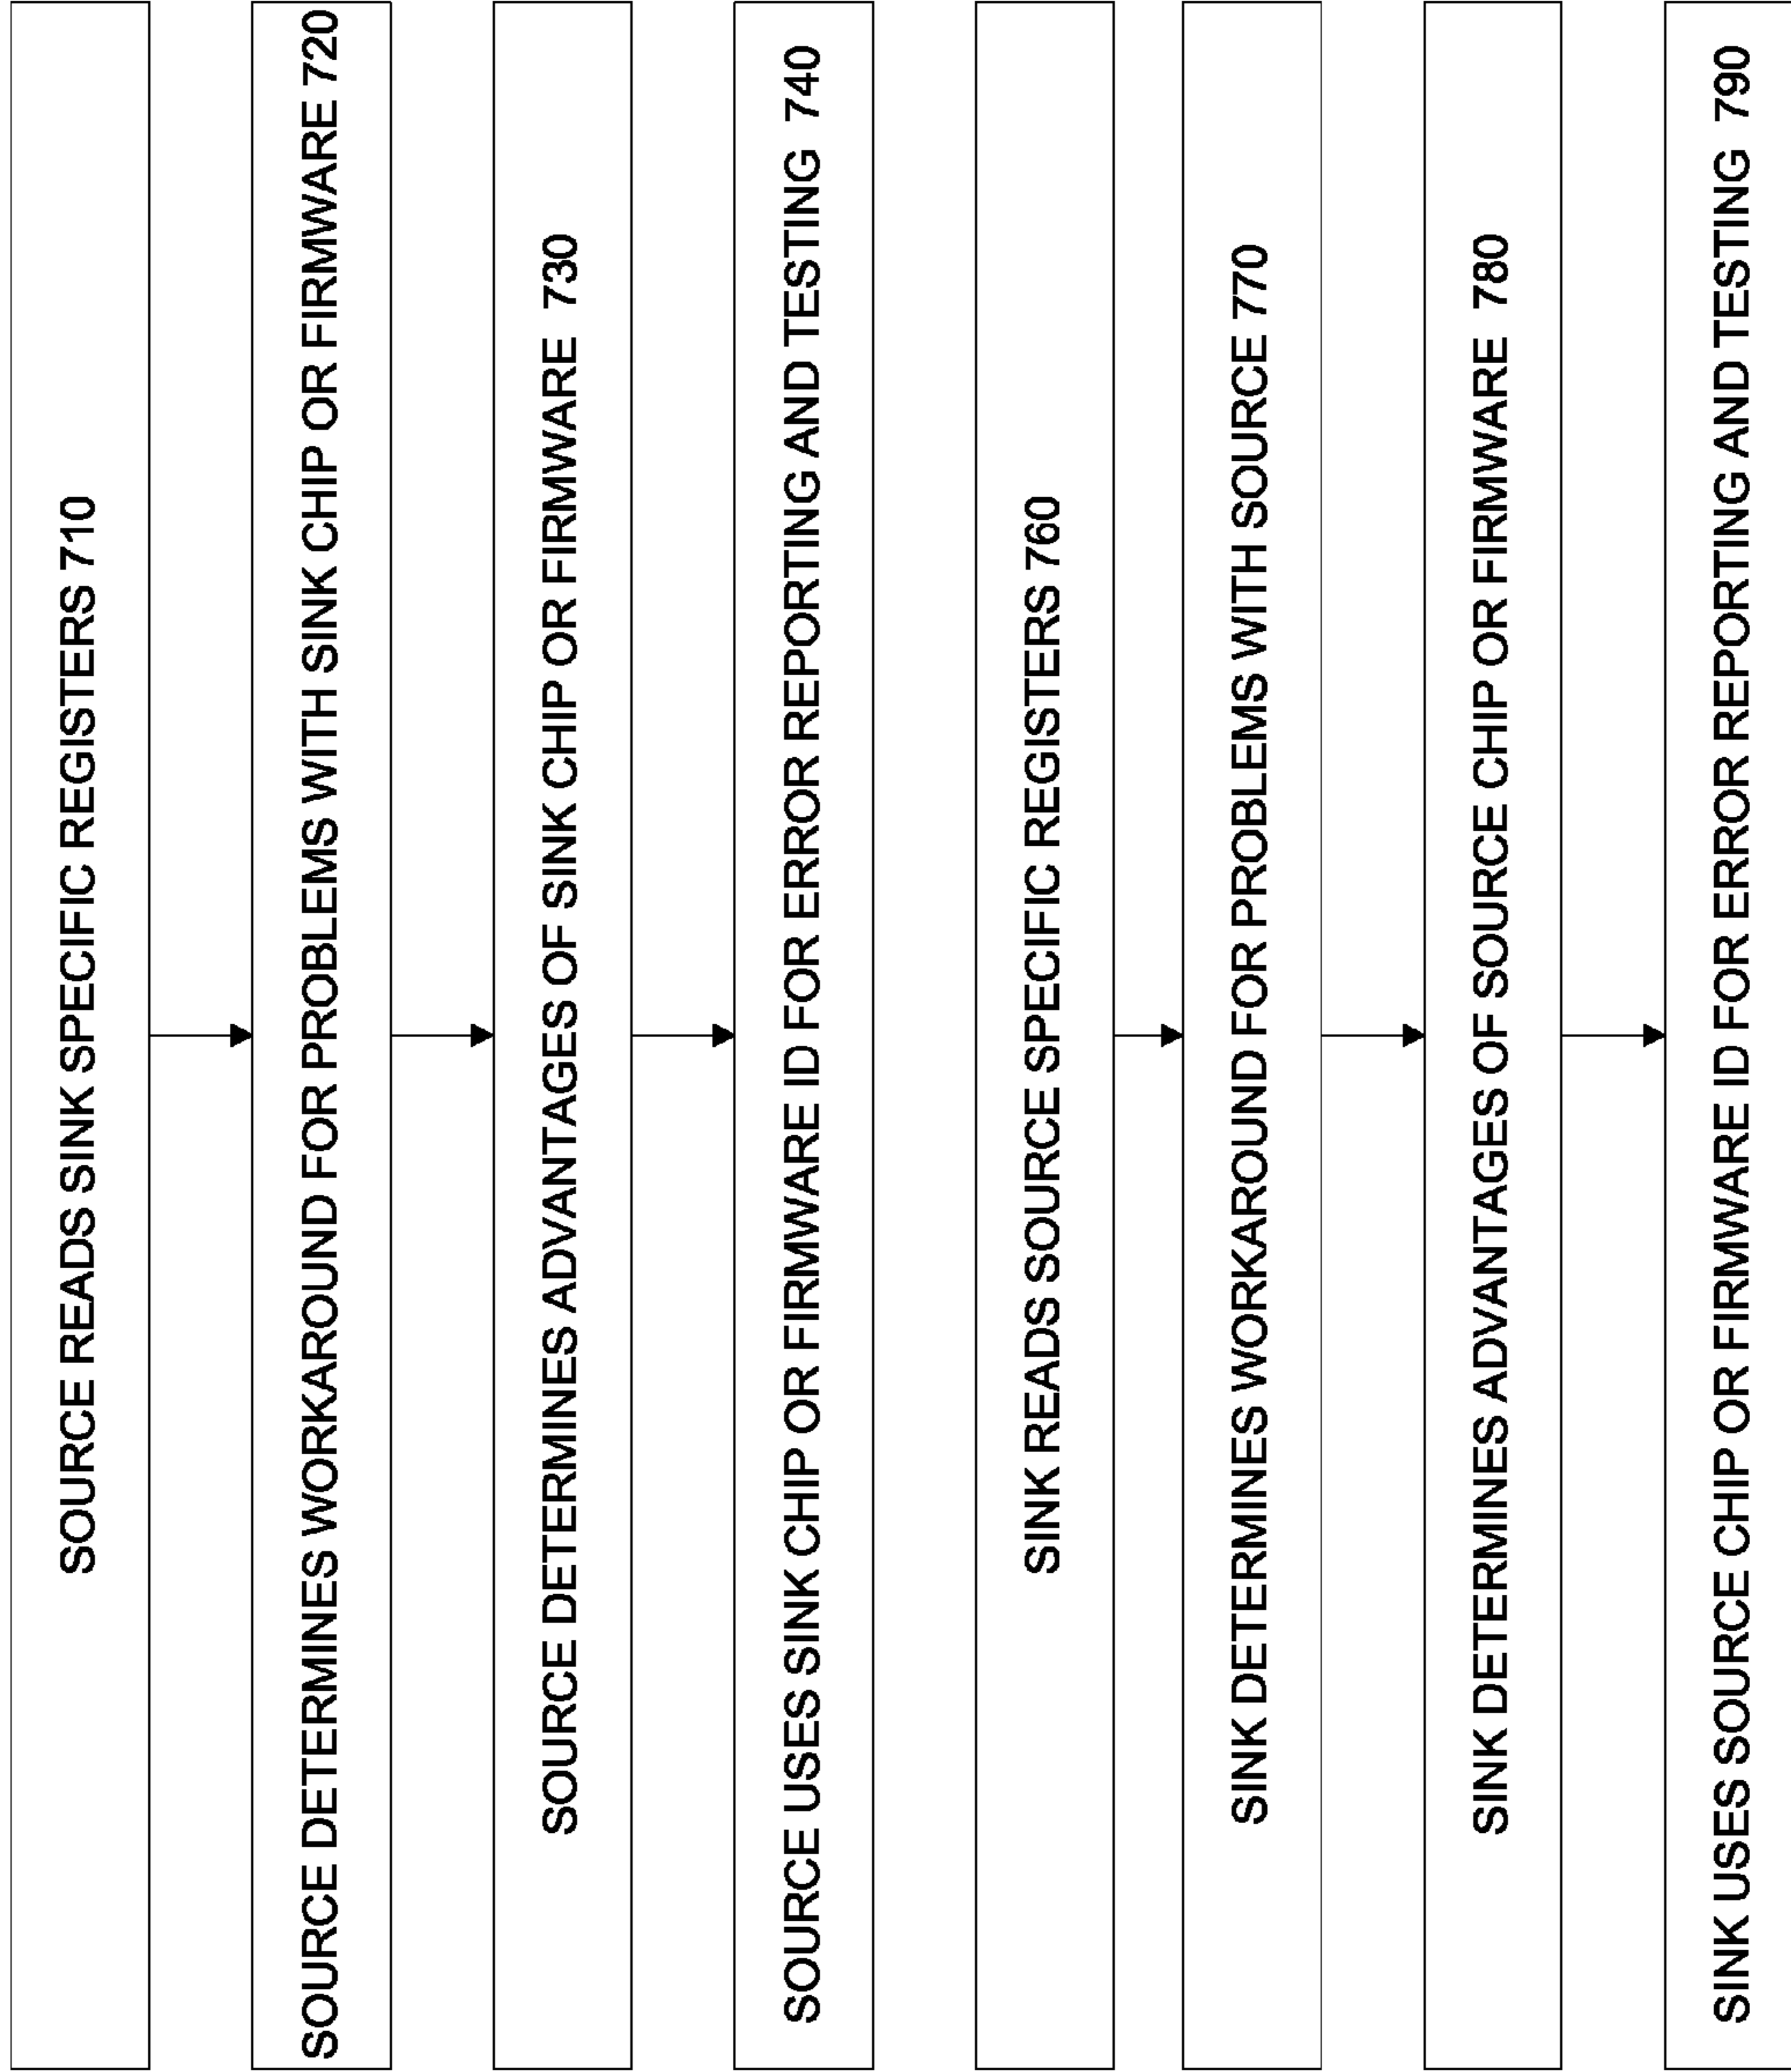 SOURCE READS SINK SPECIFIC REGISTERS 710
SOURCE DETERMINES WORKAROUND FOR PROBLEMS WITH SINK CHIP OR FIRMWARE 720
SOURCE DETERMINES ADVANTAGES OF SINK CHIP OR FIRMWARE 730
SOURCE USES SINK CHIP OR FIRMWARE ID FOR ERROR REPORTING AND TESTING 740
SINK READS SOURCE SPECIFIC REGISTERS 760
SINK DETERMINES WORKAROUND FOR PROBLEMS WITH SOURCE 770
SINK DETERMINES ADVANTAGES OF SOURCE CHIP OR FIRMWARE 780
SINK USES SOURCE CHIP OR FIRMWARE ID FOR ERROR REPORTING AND TESTING 790